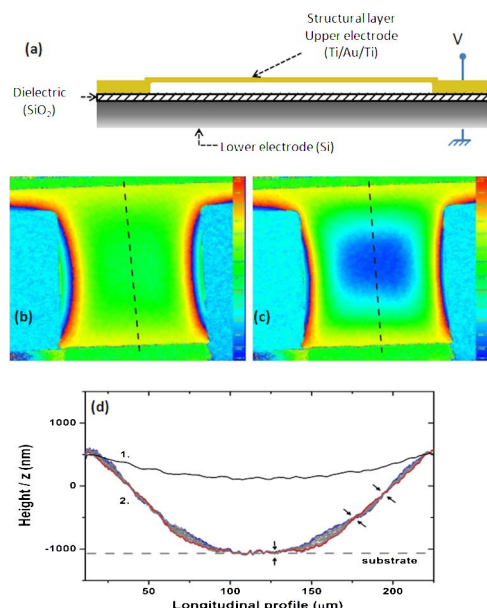 Structural layer
Upper electrode
(Ti/Au/Ti)
V
(a)
Dielectric
(SiO2)
Lower electrode (Si)
(b)
(c)
(d)
1000
0
-1000
Height / z (nm)
1.
2.
substrate
50
100
150
200
Longitudinal profile (μm)